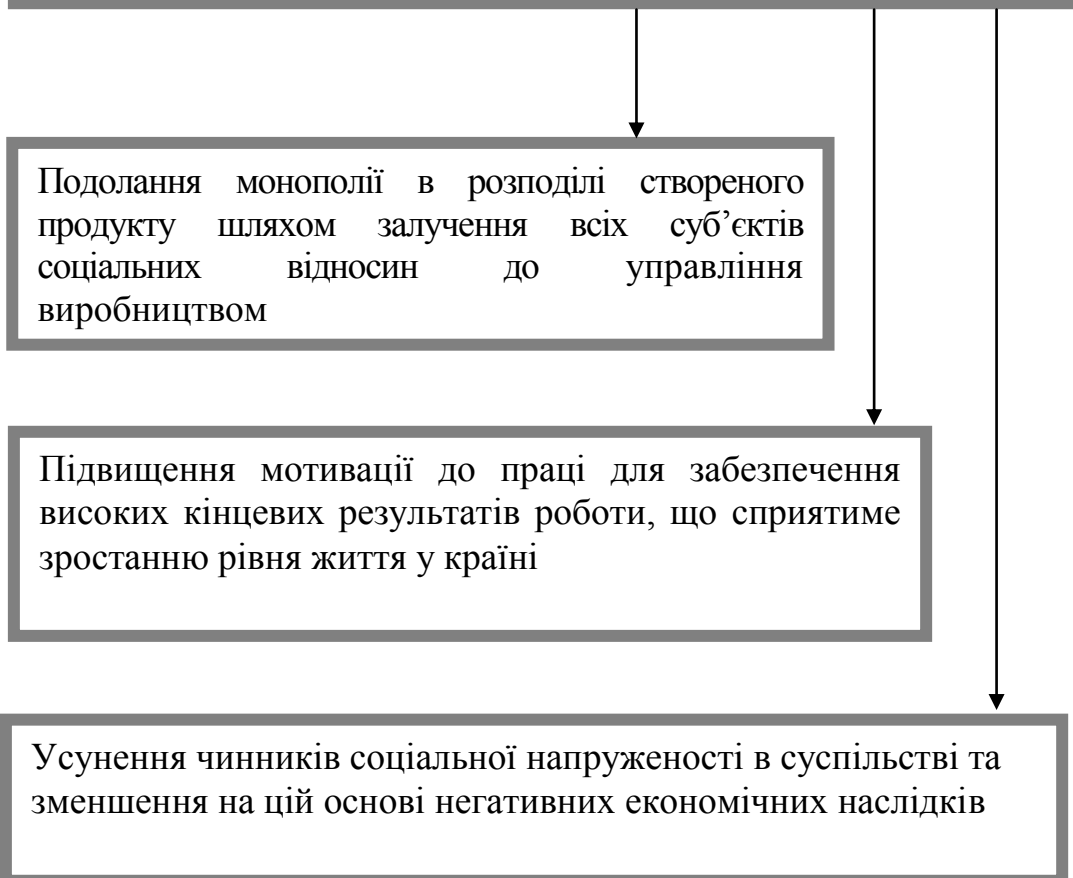 Подолання монополії в розподілі створеного
продукту шляхом залучення всіх суб’єктів
соціальних відносин до управління
виробництвом
Підвищення мотивації до праці для забезпечення
високих кінцевих результатів роботи, що сприятиме
зростанню рівня життя у країні
Усунення чинників соціальної напруженості в суспільстві та
зменшення на цій основі негативних економічних наслідків